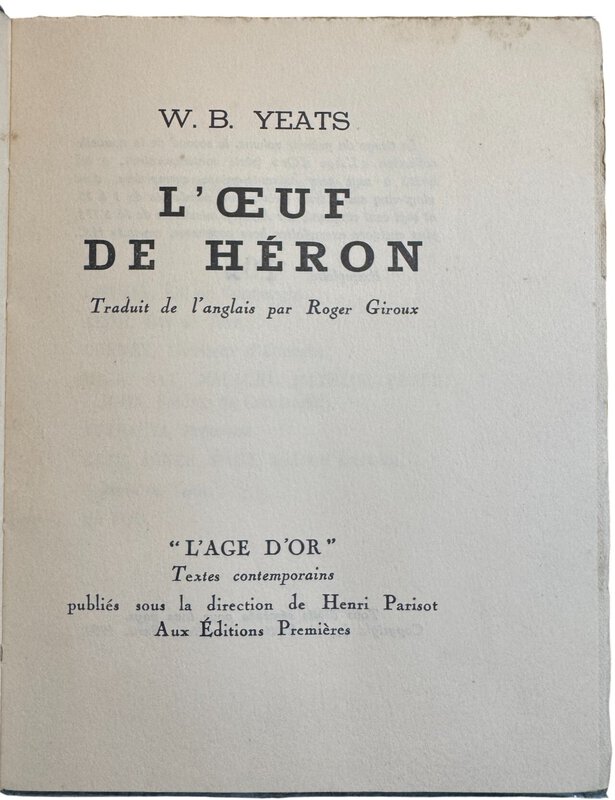 W. B. YEATS
L'ŒUF
DE HÉRON
Traduit de l'anglais par Roger Giroux
"L'AGE D'OR"
Textes contemporains
publiés sous la direction de Henri Parisot
Aux Éditions Premières